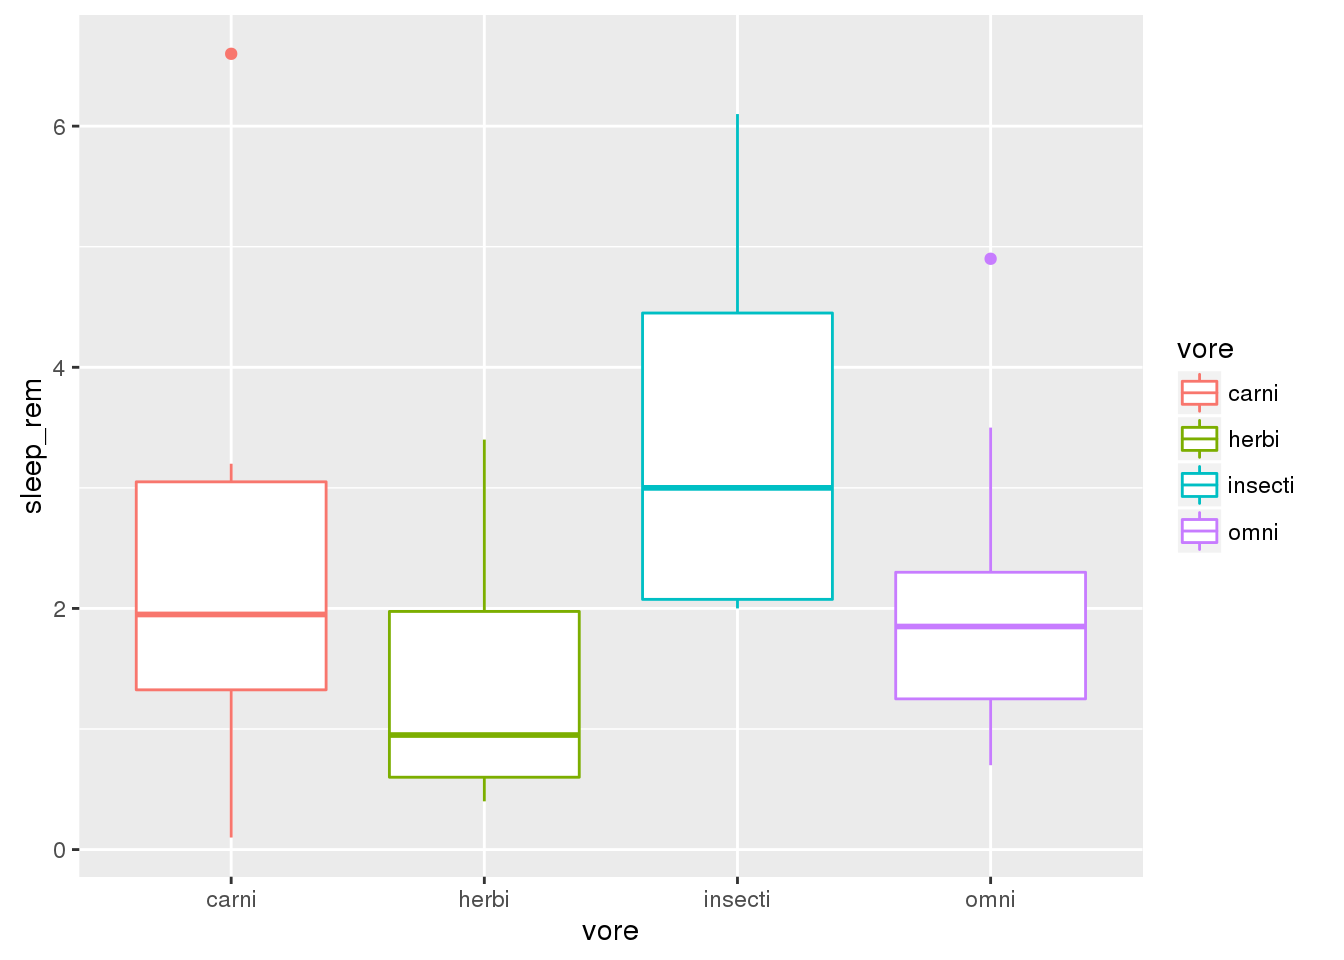 6
4
2
0
sleep_rem
carni
herbi
insecti
omni
vore
vore
carni
herbi
insecti
omni